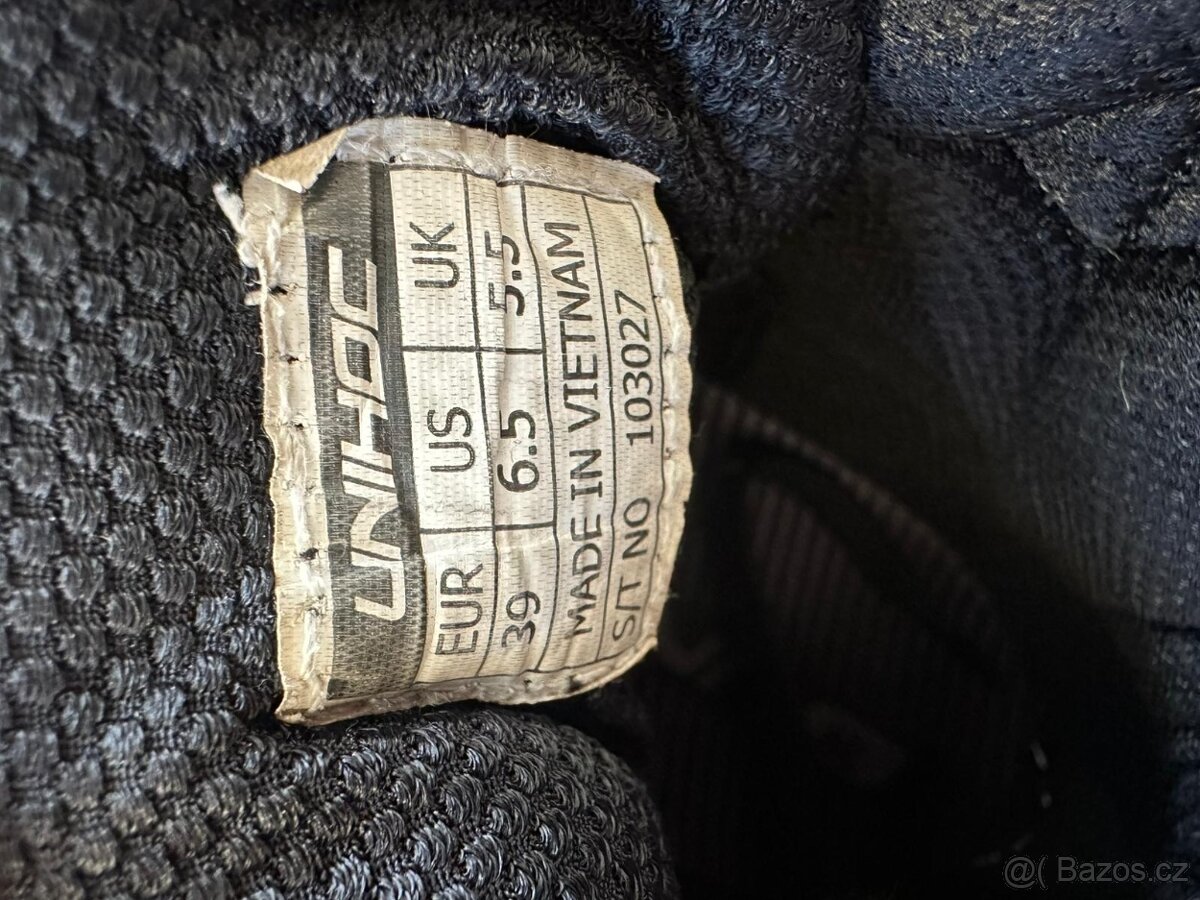 UNIHOC
EUR US UK
39 6.5 5.5
MADE IN VIETNAM
S/T NO 103027
@( Bazos.cz